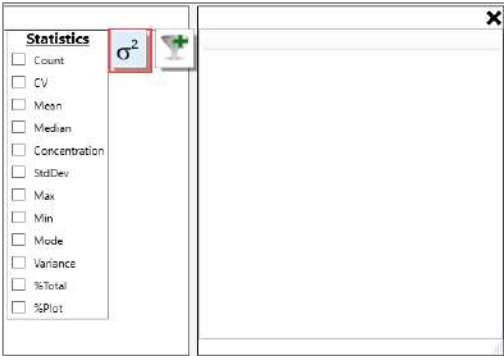 Statistics
σ²
Count
CV
Mean
Median
Concentration
StdDev
Max
Min
Mode
Variance
%Total
%Plot